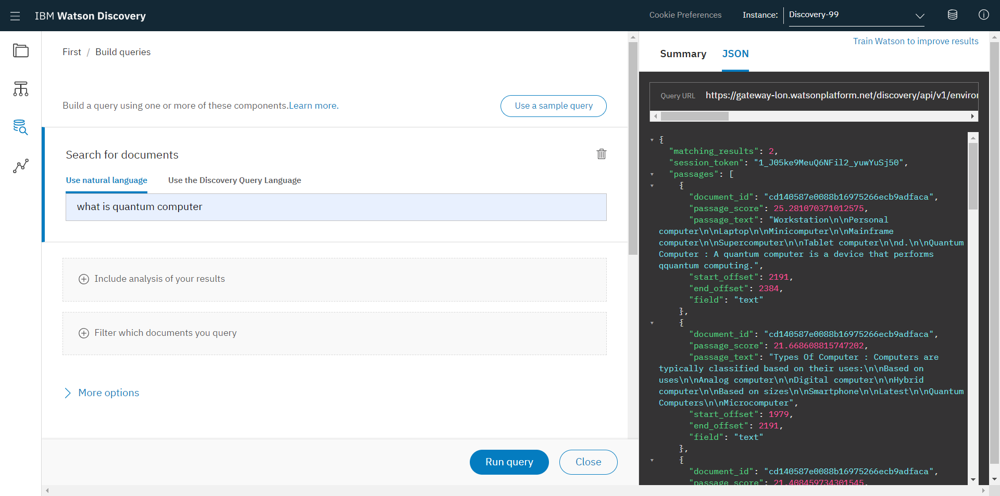 IBM Watson Discovery
Cookie Preferences
Instance:
Discovery-99
First / Build queries
Build a query using one or more of these components.Learn more.
Use a sample query
Search for documents
Use natural language
Use the Discovery Query Language
what is quantum computer
Include analysis of your results
Filter which documents you query
More options
Run query
Close
Train Watson to improve results
Summary
JSON
Query URL https://gateway-lon.watsonplatform.net/discovery/api/v1/environ
{
"matching_results": 2,
"session_token": "1_J05ke9MeuQ6NFil2_yuwYuSj50",
"passages": [
{
"document_id": "cd140587e0088b16975266ecb9adfaca",
"passage_score": 25.281070371012575,
"passage_text": "Workstation\n\nPersonal
computer\n\nLaptop\n\nMinicomputer\n\nMainframe
computer\n\nSupercomputer\n\nTablet computer\n\nd.\n\nQuantum
Computer : A quantum computer is a device that performs
qquantum computing.",
"start_offset": 2191,
"end_offset": 2384,
"field": "text"
},
{
"document_id": "cd140587e0088b16975266ecb9adfaca",
"passage_score": 21.668608815747202,
"passage_text": "Types Of Computer : Computers are
typically classified based on their uses:\n\nBased on
uses\n\nAnalog computer\n\nDigital computer\n\nHybrid
computer\n\nBased on sizes\n\nSmartphone\n\nLatest\n\nQuantum
Computers\n\nMicrocomputer",
"start_offset": 1979,
"end_offset": 2191,
"field": "text"
},
{
"document_id": "cd140587e0088b16975266ecb9adfaca",
"passage_score": 21.408459734301545,